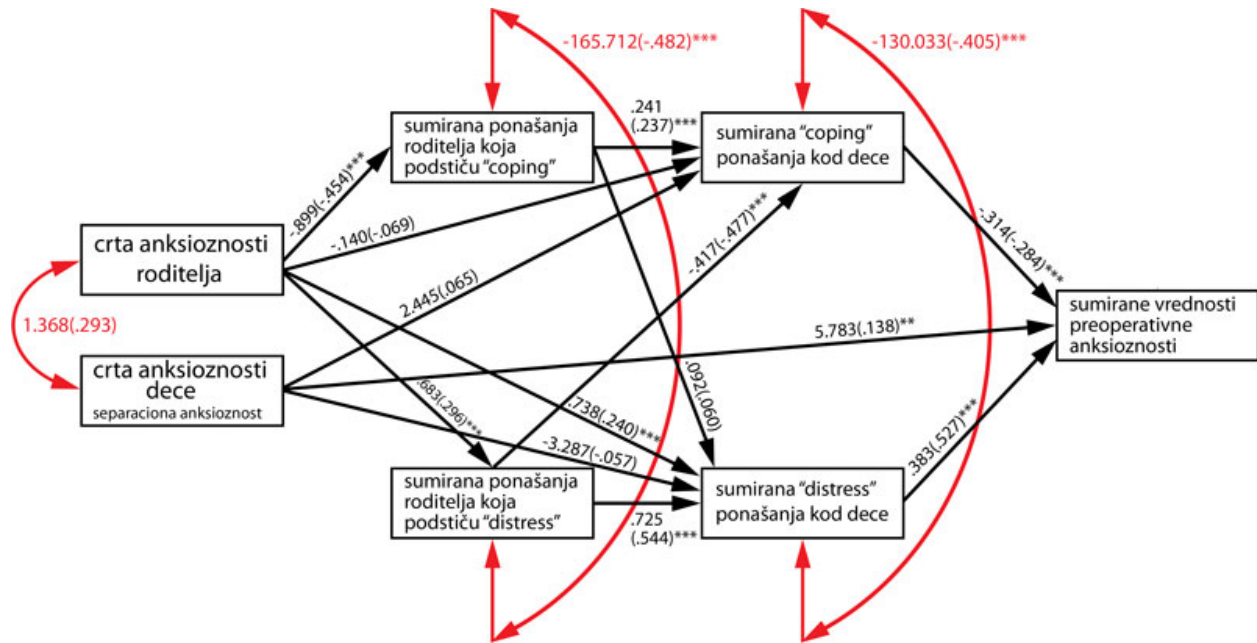 -165.712(-.482)***
-130.033(-.405)***
sumirana ponašanja
roditelja koja
podstiču “coping”
.241
(.237)***
sumirana “coping”
ponašanja kod dece
-.899(-.454)***
-.140(-.069)
-.417(-.477)***
-.314(-.284)***
crta anksioznosti
roditelja
2.445(.065)
1.368(.293)
5.783(.138)**
sumirane vrednosti
preoperativne
anksioznosti
crta anksioznosti
dece
separaciona anksioznost
.683(.296)***
.738(.240)***
.092(.060)
-3.287(-.057)
.383(.527)***
sumirana ponašanja
roditelja koja
podstiču “distress”
.725
(.544)***
sumirana “distress”
ponašanja kod dece